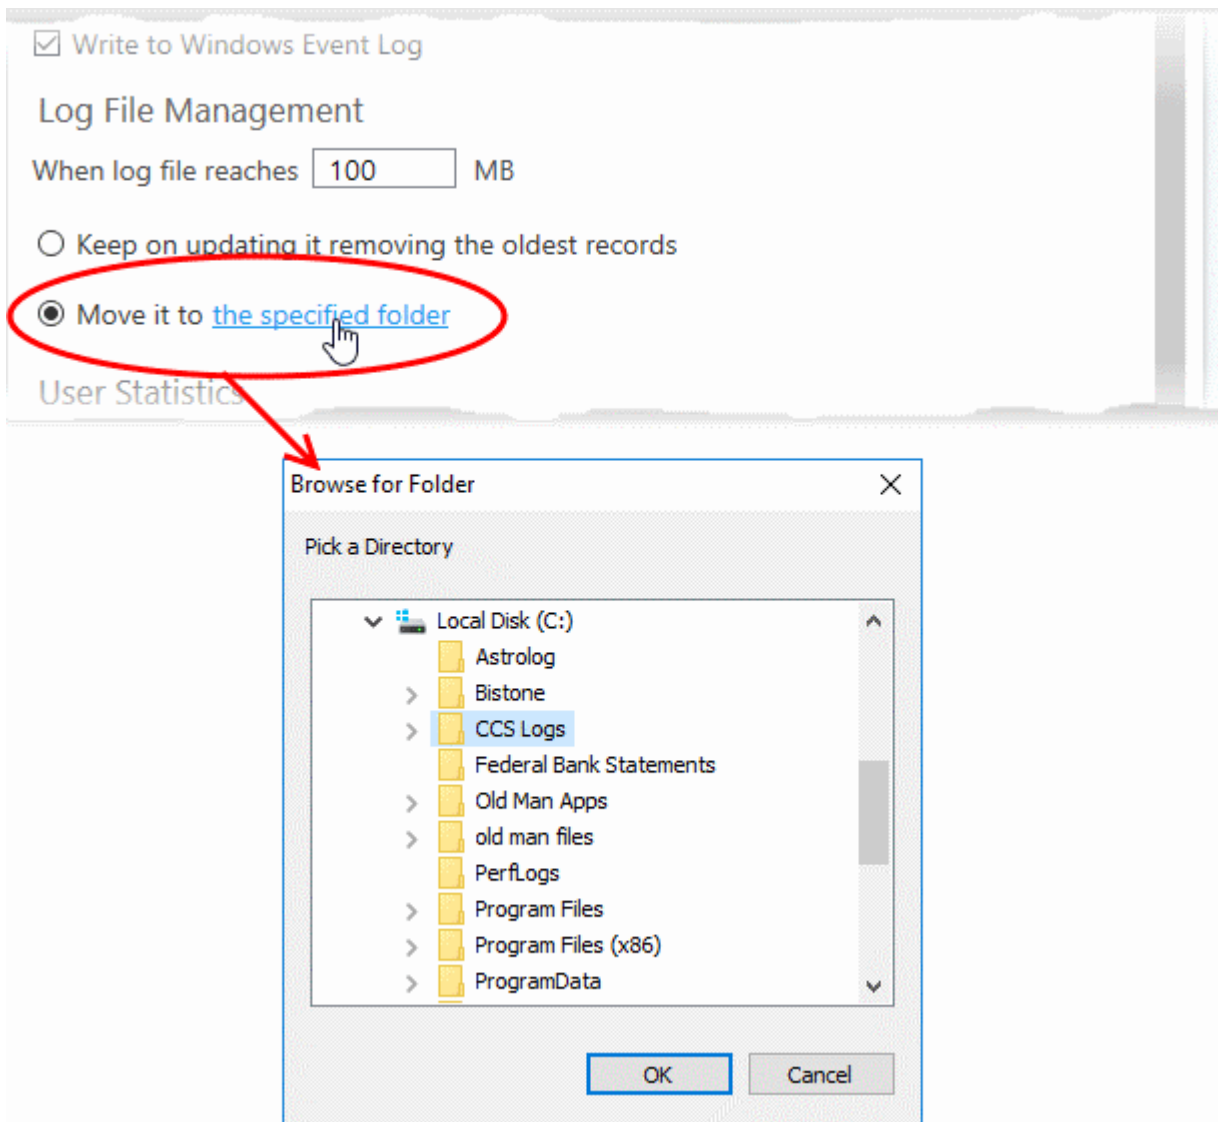 Write to Windows Event Log
Log File Management
When log file reaches 100 MB
Keep on updating it removing the oldest records
Move it to the specified folder
User Statistics
Browse for Folder
Pick a Directory
Local Disk (C:)
Astrolog
Bistone
CCS Logs
Federal Bank Statements
Old Man Apps
old man files
PerfLogs
Program Files
Program Files (x86)
ProgramData
OK Cancel